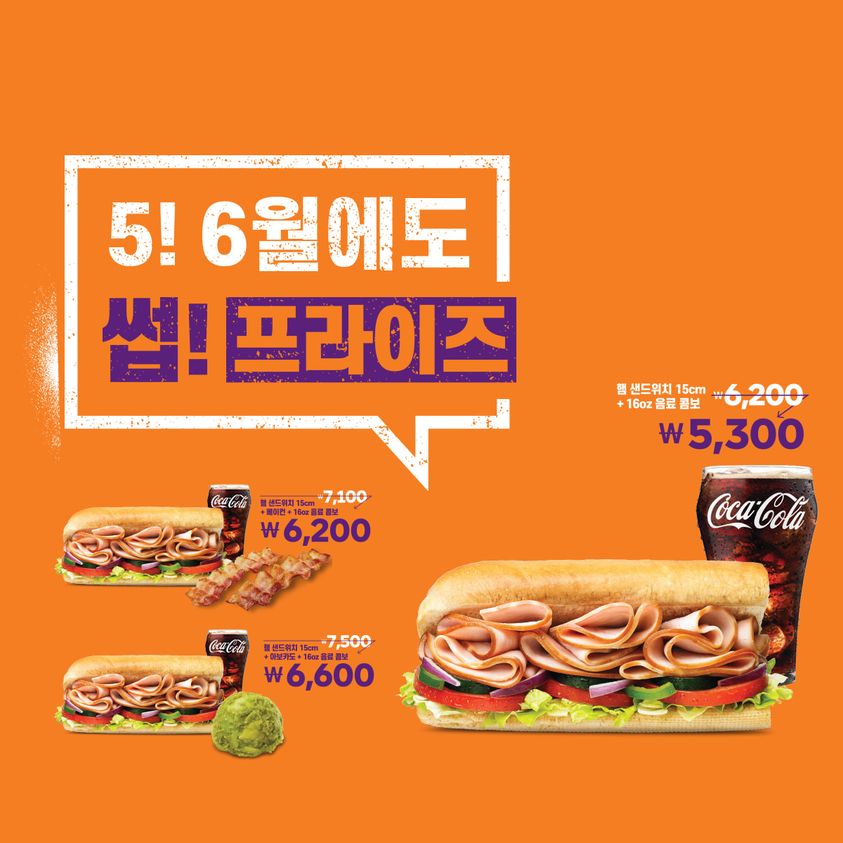 5! 6월에도
썹! 프라이즈
햄 샌드위치 15cm
+ 16oz 음료 콤보
₩6,200
₩5,300
Coca-Cola
Coca-Cola
햄 샌드위치 15cm
+ 베이컨 + 16oz 음료 콤보
₩7,100
₩6,200
Coca-Cola
햄 샌드위치 15cm
+ 아보카도 + 16oz 음료 콤보
₩7,500
₩6,600